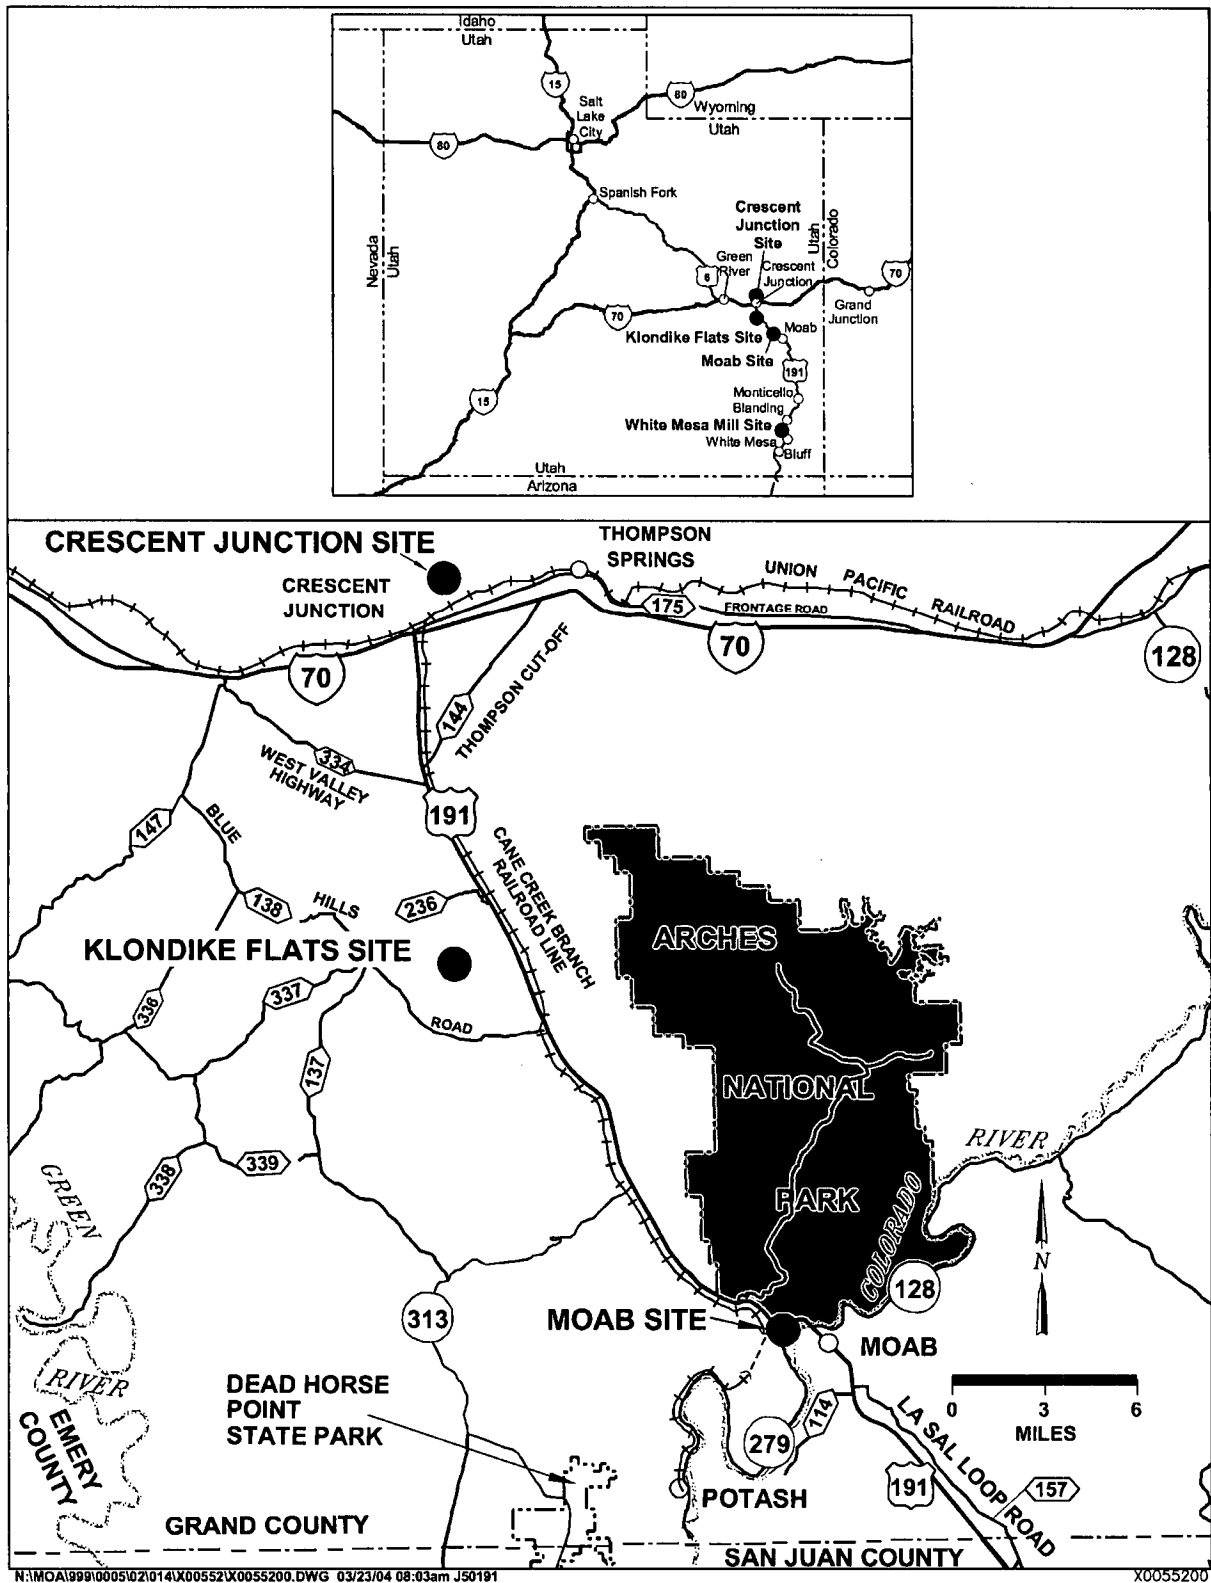 Idaho
Utah
15
Salt
Lake
City
80
Wyoming
Utah
80
Spanish Fork
Crescent
Junction
Site
Nevada
Utah
Utah
Colorado
Green
River
6
Crescent
Junction
70
Grand
Junction
70
Klondike Flats Site
Moab
Moab Site
191
15
Monticello
Blanding
White Mesa Mill Site
White Mesa
Bluff
Utah
Arizona
CRESCENT JUNCTION SITE
THOMPSON
SPRINGS
CRESCENT
JUNCTION
UNION PACIFIC RAILROAD
175
FRONTAGE ROAD
70
70
128
144
THOMPSON CUT-OFF
334
WEST VALLEY
HIGHWAY
191
147
BLUE
HILLS
ROAD
138
236
CANE CREEK BRANCH
RAILROAD LINE
KLONDIKE FLATS SITE
ARCHES
NATIONAL
PARK
336
337
137
338
339
GREEN
RIVER
RIVER
COLORADO
N
128
313
MOAB SITE
MOAB
DEAD HORSE
POINT
STATE PARK
0 3 6
MILES
114
279
LA SAL LOOP ROAD
EMERY
COUNTY
191
157
POTASH
GRAND COUNTY
SAN JUAN COUNTY
N:\MOA\999\0005\02\014\X00552\X0055200.DWG 03/23/04 08:03am J50191
X0055200